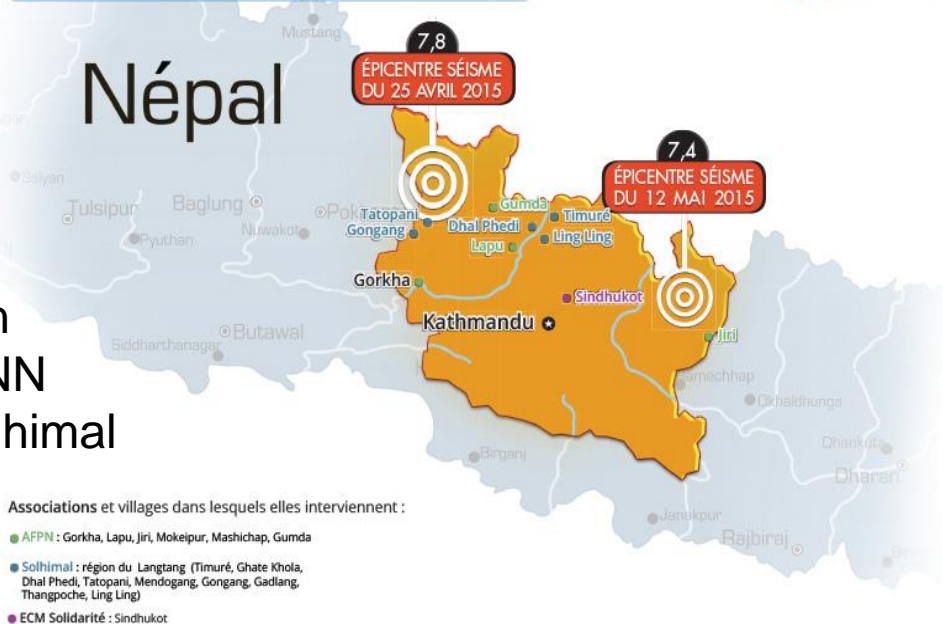 Népal
7,8
ÉPICENTRE SÉISME
DU 25 AVRIL 2015
7,4
ÉPICENTRE SÉISME
DU 12 MAI 2015
Mustang
Salyan
Tulsipur
Baglung
Pyuthan
Nuwakot
Tatopani
Gongang
Gumda
Dhal Phedi
Timuré
Lapu
Ling Ling
Gorkha
Sindhukot
Kathmandu
Jiri
Butawal
Siddharthanagar
Okhaldhunga
Birganj
Dhankuta
Dharan
Janakpur
Rajbiraj
NN
himal
Associations et villages dans lesquels elles interviennent :
AFPN : Gorkha, Lapu, Jiri, Mokeipur, Mashichap, Gumda
Solhimal : région du Langtang (Timuré, Ghate Khola,
Dhal Phedi, Tatopani, Mendogang, Gongang, Gadlang,
Thangpoche, Ling Ling)
ECM Solidarité : Sindhukot